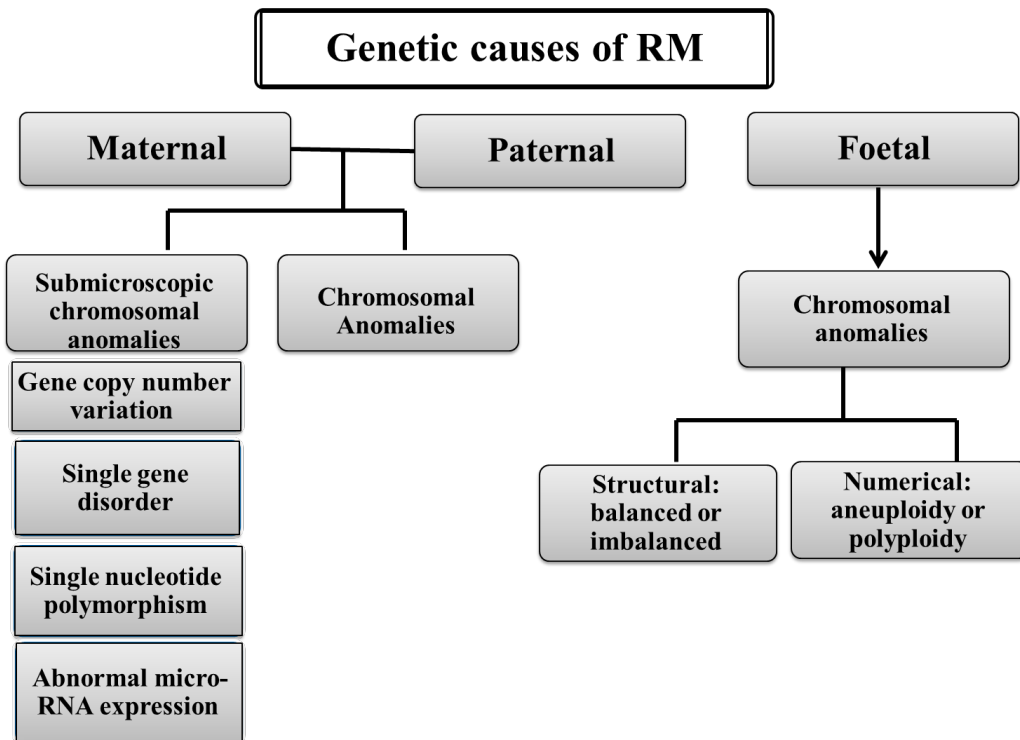 Genetic causes of RM
Maternal
Paternal
Foetal
Submicroscopic
chromosomal
anomalies
Chromosomal
Anomalies
Gene copy number
variation
Single gene
disorder
Single nucleotide
polymorphism
Abnormal micro-
RNA expression
Chromosomal
anomalies
Structural:
balanced or
imbalanced
Numerical:
aneuploidy or
polyploidy